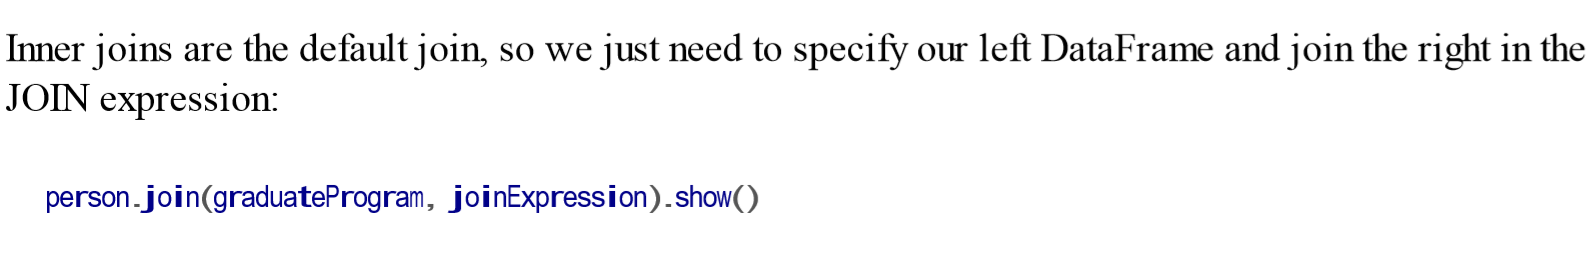 Inner joins are the default join, so we just need to specify our left DataFrame and join the right in the
JOIN expression:
person.join(graduateProgram, joinExpression).show()